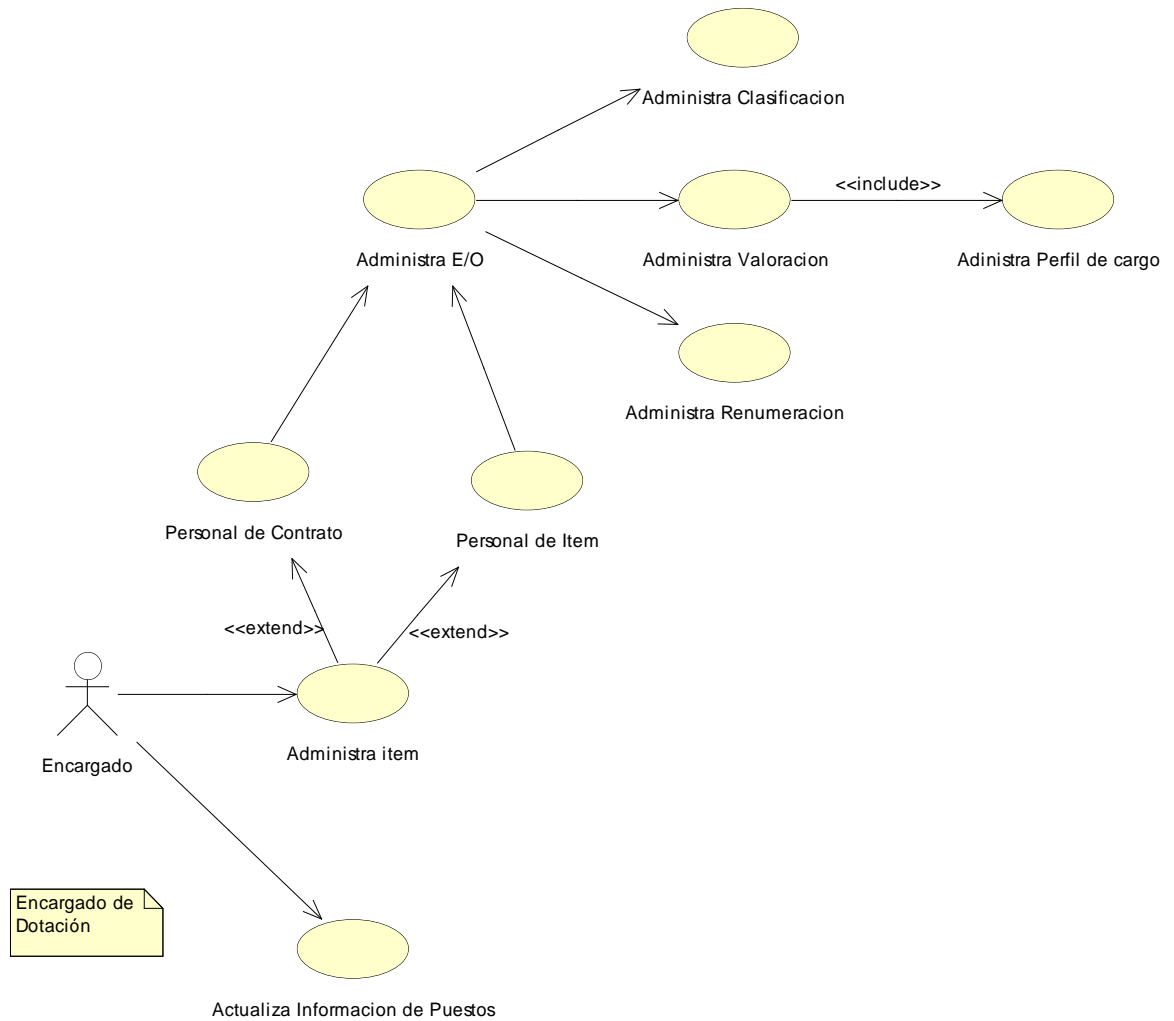 Administra Clasificacion
<<include>>
Administra E/O
Administra Valoracion
Adinistra Perfil de cargo
Administra Renumeracion
Personal de Contrato
Personal de Item
<<extend>>
<<extend>>
Administra item
Encargado
Encargado de
Dotación
Actualiza Informacion de Puestos